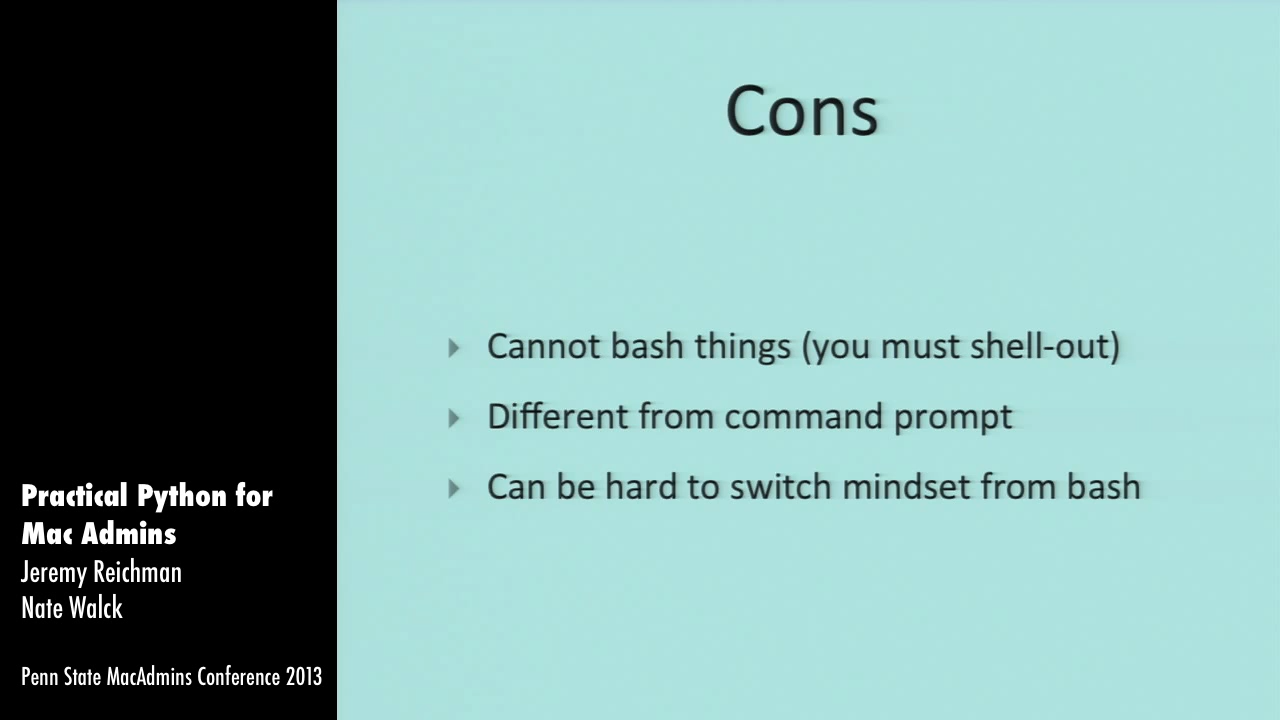 Cons
Cannot bash things (you must shell-out)
Different from command prompt
Can be hard to switch mindset from bash
Practical Python for
Mac Admins
Jeremy Reichman
Nate Walck
Penn State MacAdmins Conference 2013